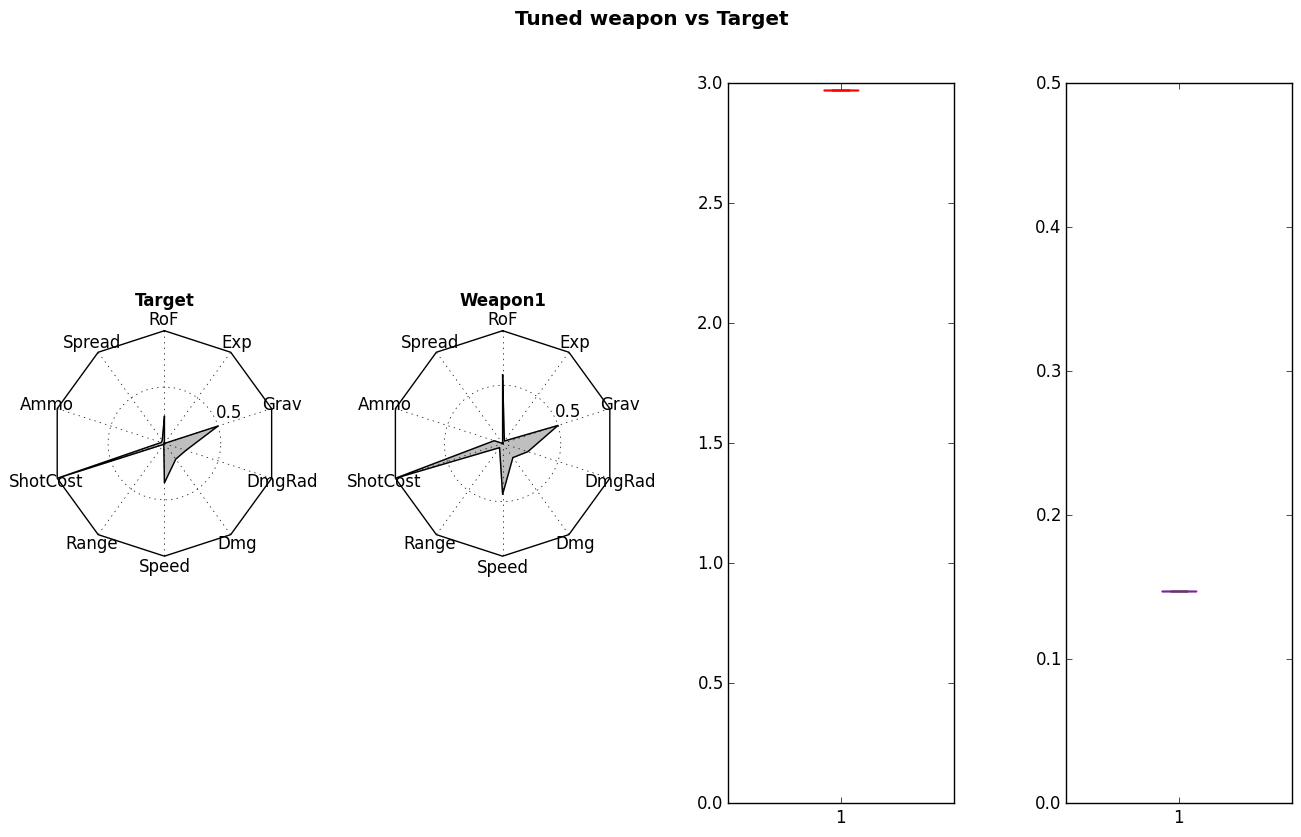 Tuned weapon vs Target
Target
RoF
Spread
Exp
Ammo
Grav
0.5
ShotCost
DmgRad
Range
Dmg
Speed
Weapon1
RoF
Spread
Exp
Ammo
Grav
0.5
ShotCost
DmgRad
Range
Dmg
Speed
3.0
2.5
2.0
1.5
1.0
0.5
0.0
1
0.5
0.4
0.3
0.2
0.1
0.0
1